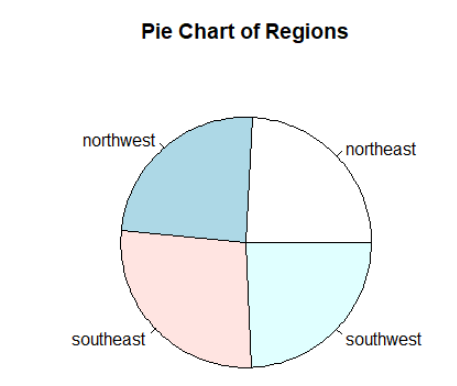 Pie Chart of Regions
northwest
northeast
southeast
southwest